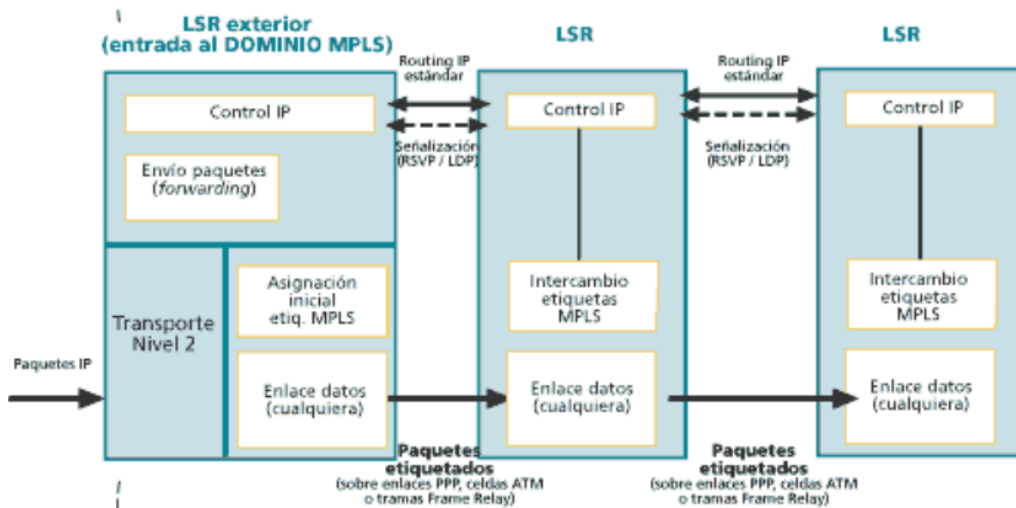 LSR exterior
(entrada al DOMINIO MPLS)
LSR
LSR
Routing IP
estándar
Routing IP
estándar
Control IP
Control IP
Control IP
Señalización
(RSVP / LDP)
Señalización
(RSVP / LDP)
Envío paquetes
(forwarding)
Asignación
inicial
etiq. MPLS
Intercambio
etiquetas
MPLS
Intercambio
etiquetas
MPLS
Transporte
Nivel 2
Paquetes IP
Enlace datos
(cualquiera)
Enlace datos
(cualquiera)
Enlace datos
(cualquiera)
Paquetes
etiquetados
(sobre enlaces PPP, celdas ATM
o tramas Frame Relay)
Paquetes
etiquetados
(sobre enlaces PPP, celdas ATM
o tramas Frame Relay)